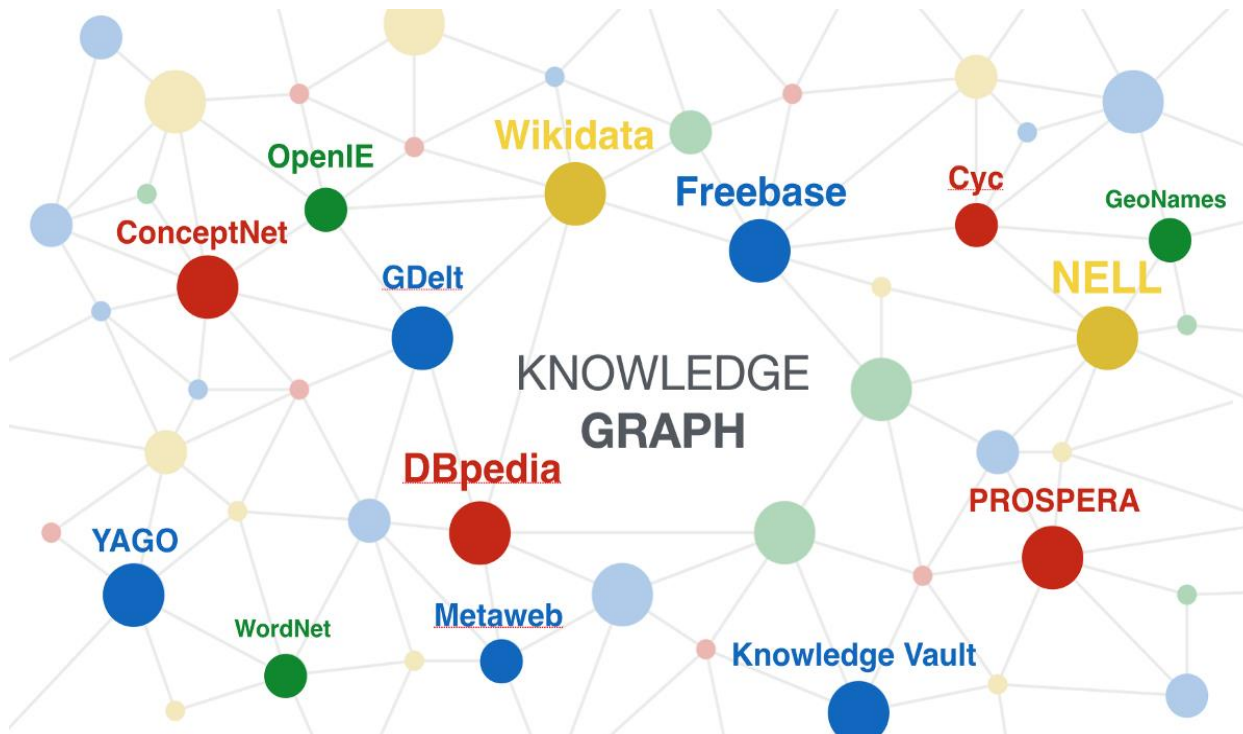 Wikidata
OpenIE
Freebase
Cyc
GeoNames
ConceptNet
GDelt
NELL
KNOWLEDGE
GRAPH
DBpedia
PROSPERA
YAGO
Metaweb
WordNet
Knowledge Vault